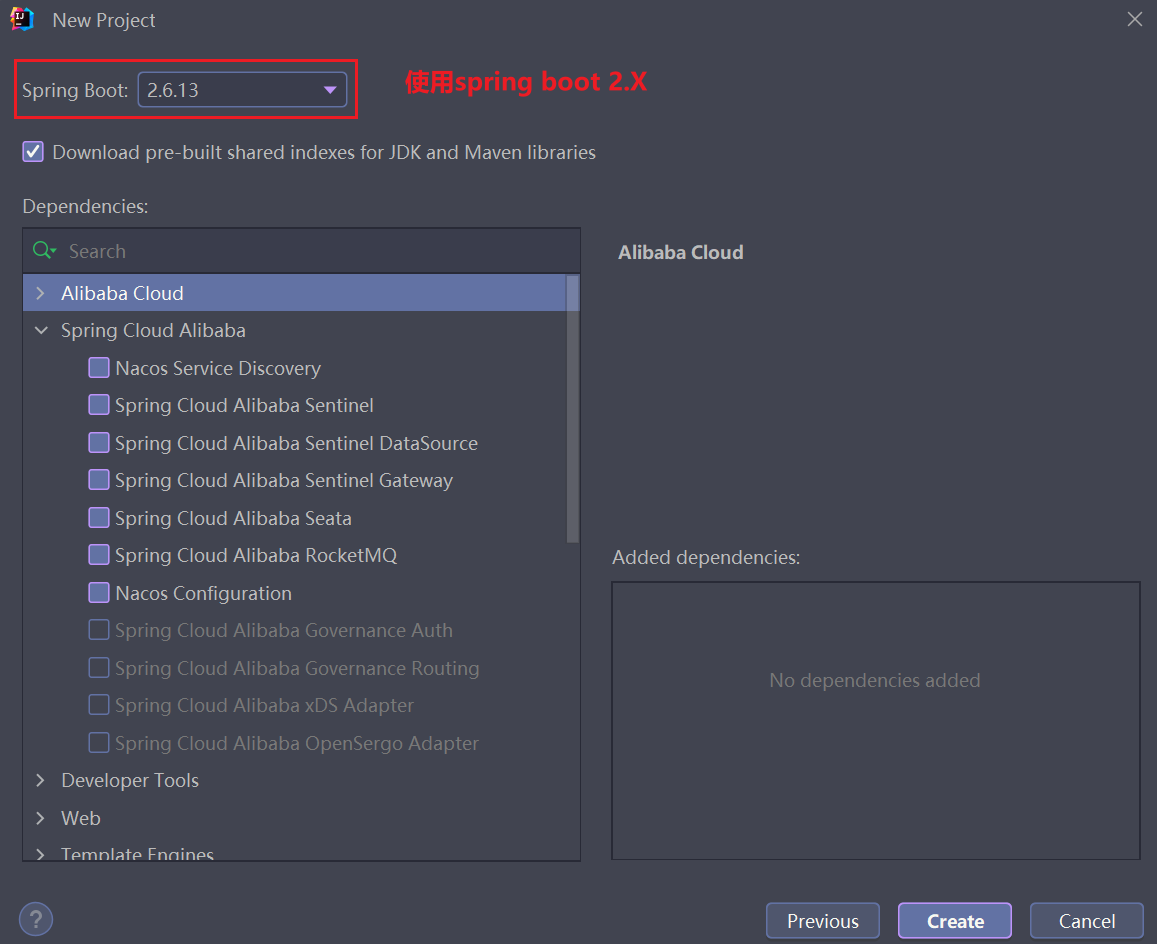 New Project
Spring Boot: 2.6.13
使用spring boot 2.X
Download pre-built shared indexes for JDK and Maven libraries
Dependencies:
Search
Alibaba Cloud
Alibaba Cloud
Spring Cloud Alibaba
Nacos Service Discovery
Spring Cloud Alibaba Sentinel
Spring Cloud Alibaba Sentinel DataSource
Spring Cloud Alibaba Sentinel Gateway
Spring Cloud Alibaba Seata
Spring Cloud Alibaba RocketMQ
Nacos Configuration
Spring Cloud Alibaba Governance Auth
Spring Cloud Alibaba Governance Routing
Spring Cloud Alibaba xDS Adapter
Spring Cloud Alibaba OpenSergo Adapter
Developer Tools
Web
Template Engines
Added dependencies:
No dependencies added
?
Previous
Create
Cancel